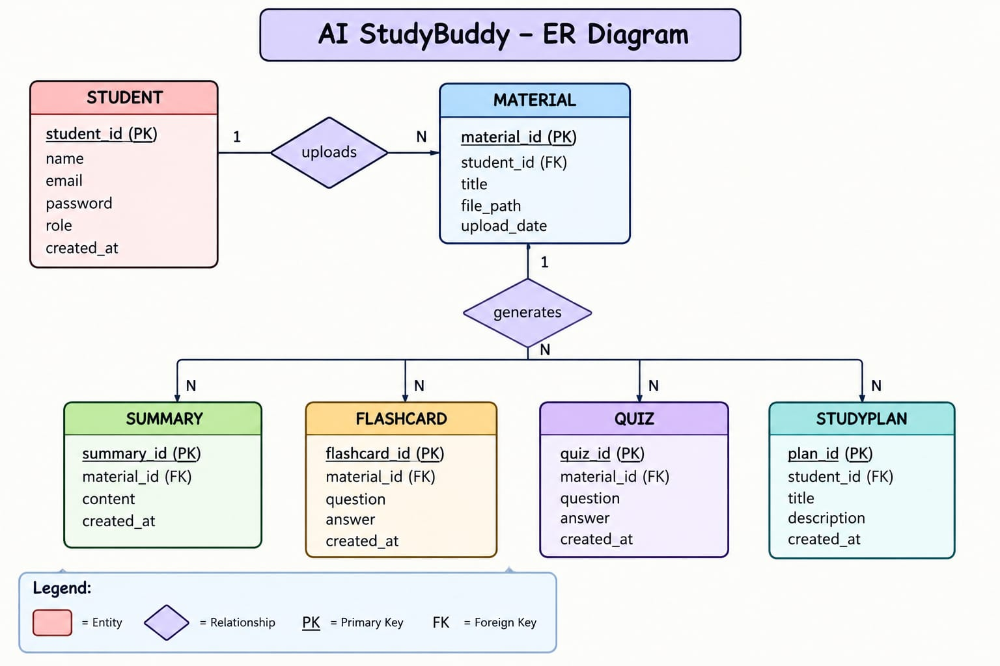 AI StudyBuddy – ER Diagram
STUDENT
student_id (PK)
name
email
password
role
created_at
1
uploads
N
MATERIAL
material_id (PK)
student_id (FK)
title
file_path
upload_date
1
generates
N
N
N
N
N
SUMMARY
summary_id (PK)
material_id (FK)
content
created_at
FLASHCARD
flashcard_id (PK)
material_id (FK)
question
answer
created_at
QUIZ
quiz_id (PK)
material_id (FK)
question
answer
created_at
STUDYPLAN
plan_id (PK)
student_id (FK)
title
description
created_at
Legend:
= Entity
= Relationship
PK = Primary Key
FK = Foreign Key